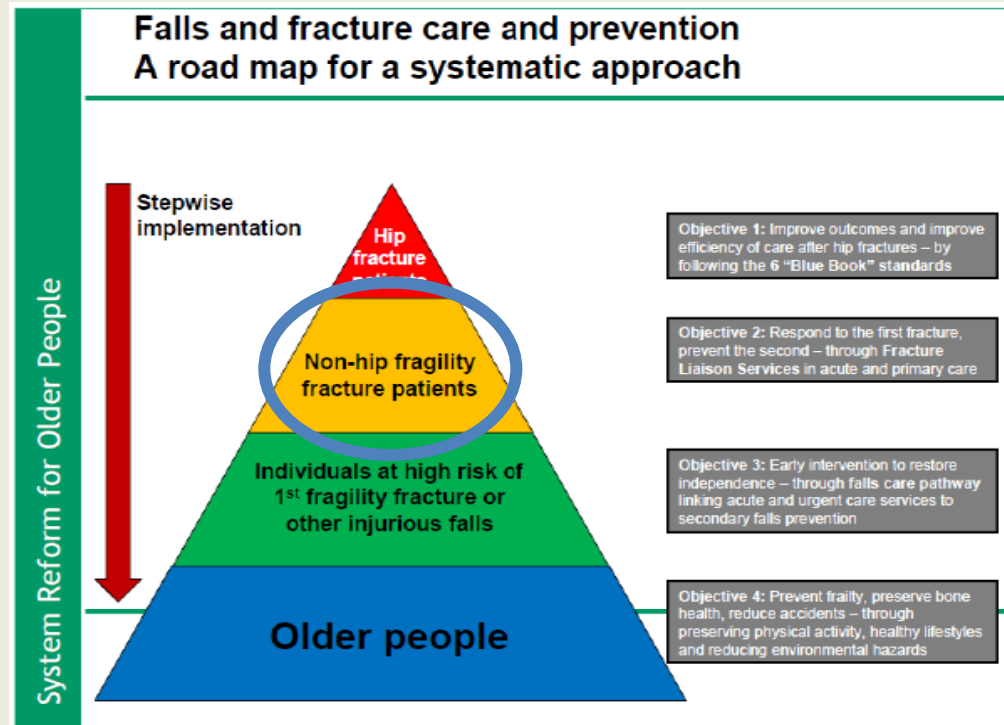 Falls and fracture care and prevention
A road map for a systematic approach
System Reform for Older People
Stepwise
implementation
Hip
fracture
patients
Non-hip fragility
fracture patients
Individuals at high risk of
1st fragility fracture or
other injurious falls
Older people
Objective 1: Improve outcomes and improve
efficiency of care after hip fractures – by
following the 6 “Blue Book” standards
Objective 2: Respond to the first fracture,
prevent the second – through Fracture
Liaison Services in acute and primary care
Objective 3: Early intervention to restore
independence – through falls care pathway
linking acute and urgent care services to
secondary falls prevention
Objective 4: Prevent frailty, preserve bone
health, reduce accidents – through
preserving physical activity, healthy lifestyles
and reducing environmental hazards